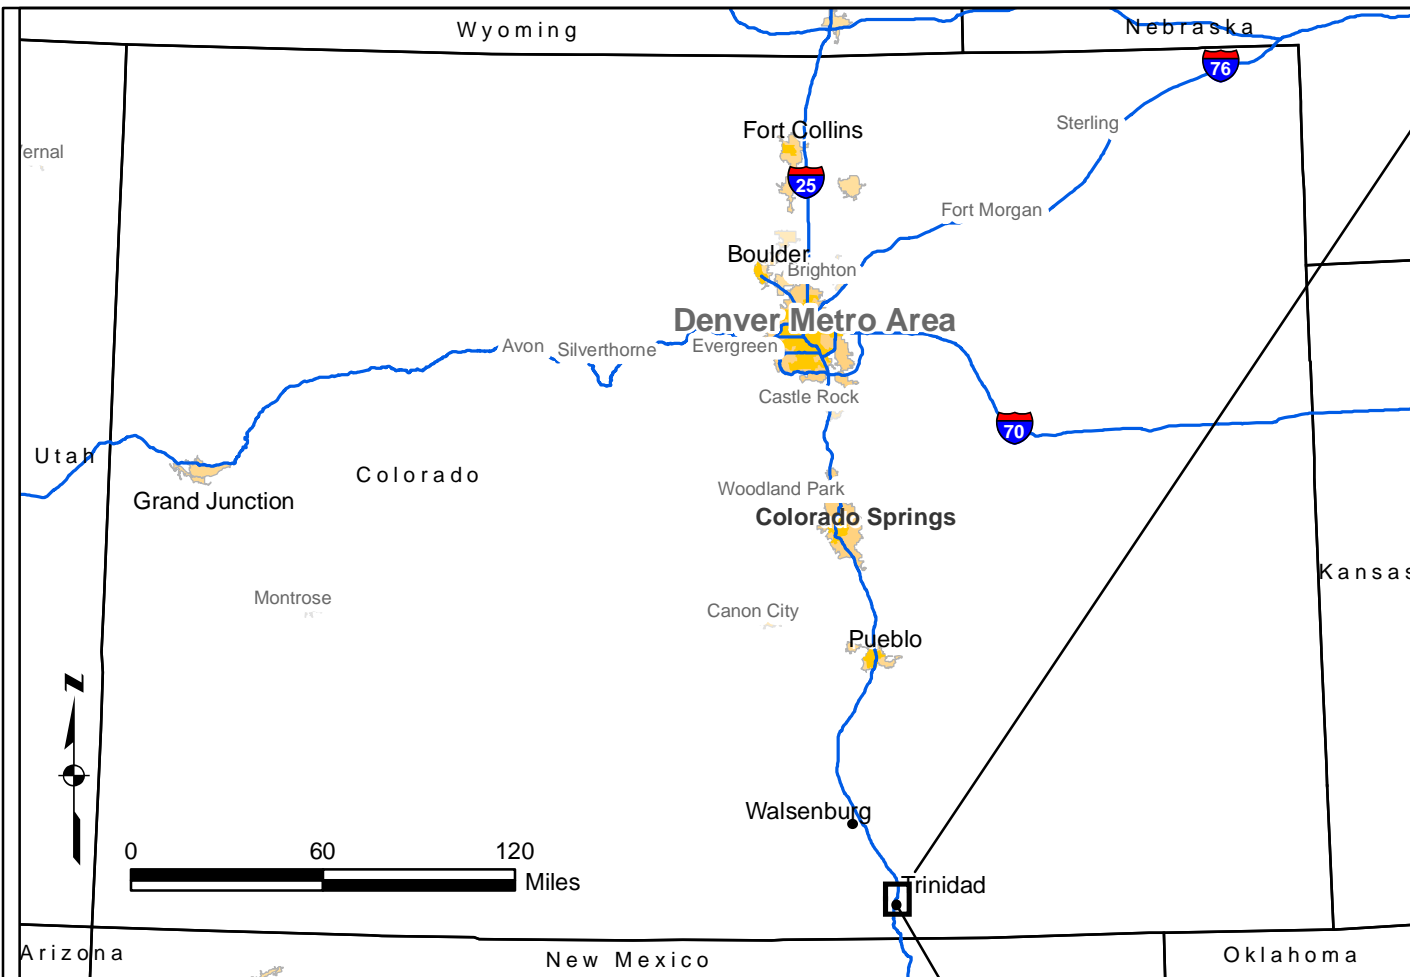 Wyoming
Nebraska
76
Sterling
Fort Collins
ernal
25
Fort Morgan
Boulder
Brighton
Denver Metro Area
Avon
Silverthorne
Evergreen
Castle Rock
70
Utah
Colorado
Grand Junction
Woodland Park
Colorado Springs
Kansas
Montrose
Canon City
Pueblo
N
Walsenburg
0 60 120
Miles
Trinidad
Arizona
New Mexico
Oklahoma